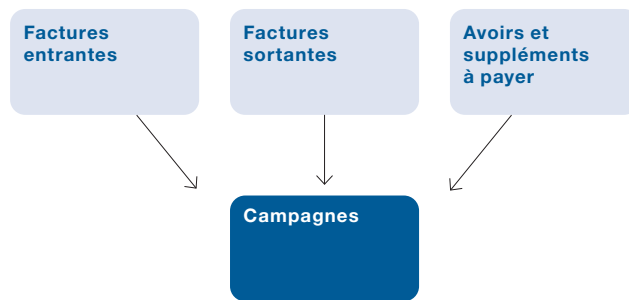 Factures
entrantes
Factures
sortantes
Avoirs et
suppléments
à payer
Campagnes